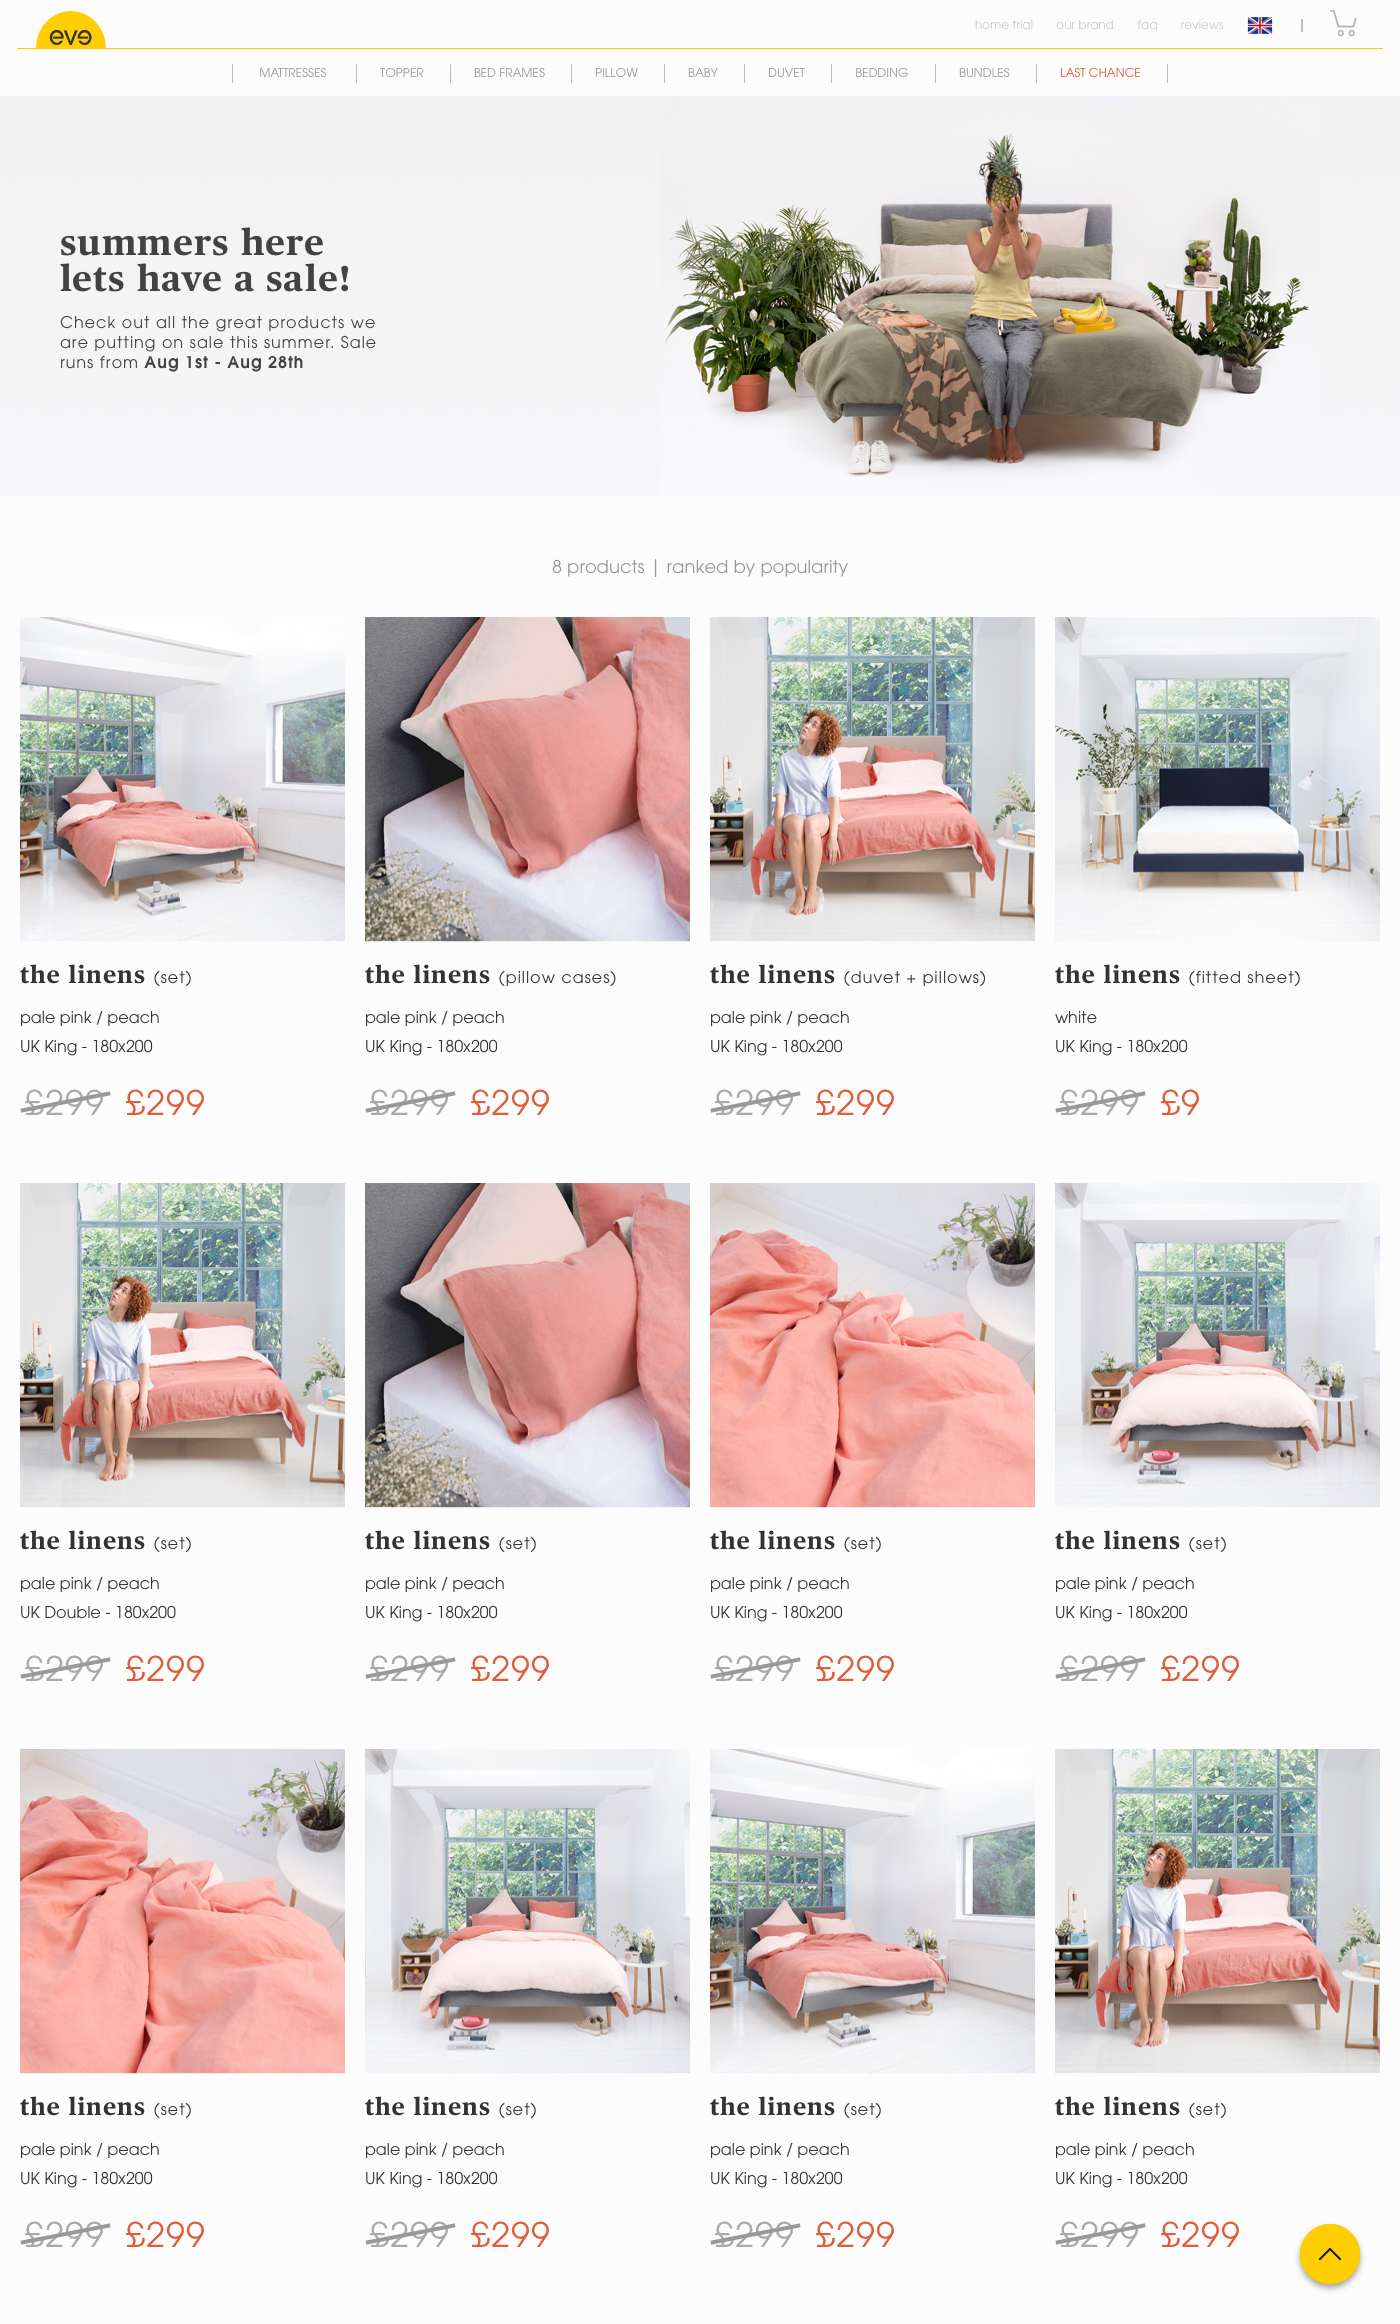 eve
home trial our brand faq reviews
MATTRESSES TOPPER BED FRAMES PILLOW BABY DUVET BEDDING BUNDLES LAST CHANCE
summers here
lets have a sale!
Check out all the great products we
are putting on sale this summer. Sale
runs from Aug 1st - Aug 28th
8 products | ranked by popularity
the linens (set)
pale pink / peach
UK King - 180x200
£299 £299
the linens (pillow cases)
pale pink / peach
UK King - 180x200
£299 £299
the linens (duvet + pillows)
pale pink / peach
UK King - 180x200
£299 £299
the linens (fitted sheet)
white
UK King - 180x200
£299 £9
the linens (set)
pale pink / peach
UK Double - 180x200
£299 £299
the linens (set)
pale pink / peach
UK King - 180x200
£299 £299
the linens (set)
pale pink / peach
UK King - 180x200
£299 £299
the linens (set)
pale pink / peach
UK King - 180x200
£299 £299
the linens (set)
pale pink / peach
UK King - 180x200
£299 £299
the linens (set)
pale pink / peach
UK King - 180x200
£299 £299
the linens (set)
pale pink / peach
UK King - 180x200
£299 £299
the linens (set)
pale pink / peach
UK King - 180x200
£299 £299